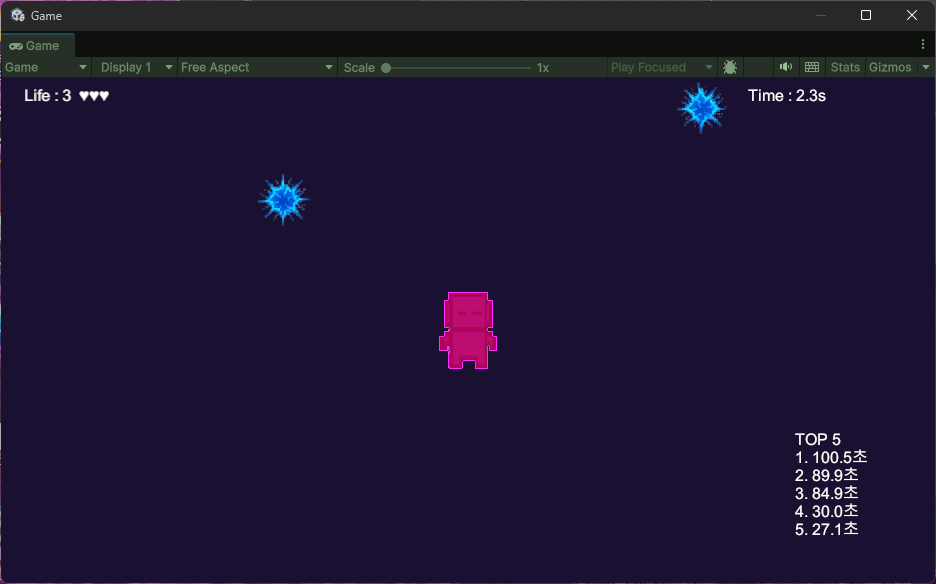 Game
Game
Game Display 1 Free Aspect Scale 1x Play Focused Stats Gizmos
Life : 3 ♥♥♥
Time : 2.3s
TOP 5
1. 100.5초
2. 89.9초
3. 84.9초
4. 30.0초
5. 27.1초